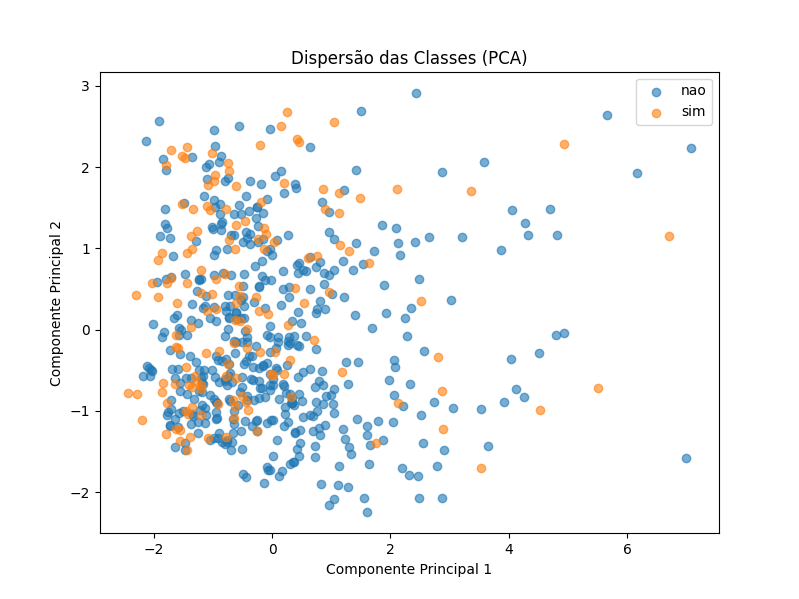 Dispersão das Classes (PCA)
nao
sim
3
2
1
0
−1
−2
Componente Principal 2
−2
0
2
4
6
Componente Principal 1